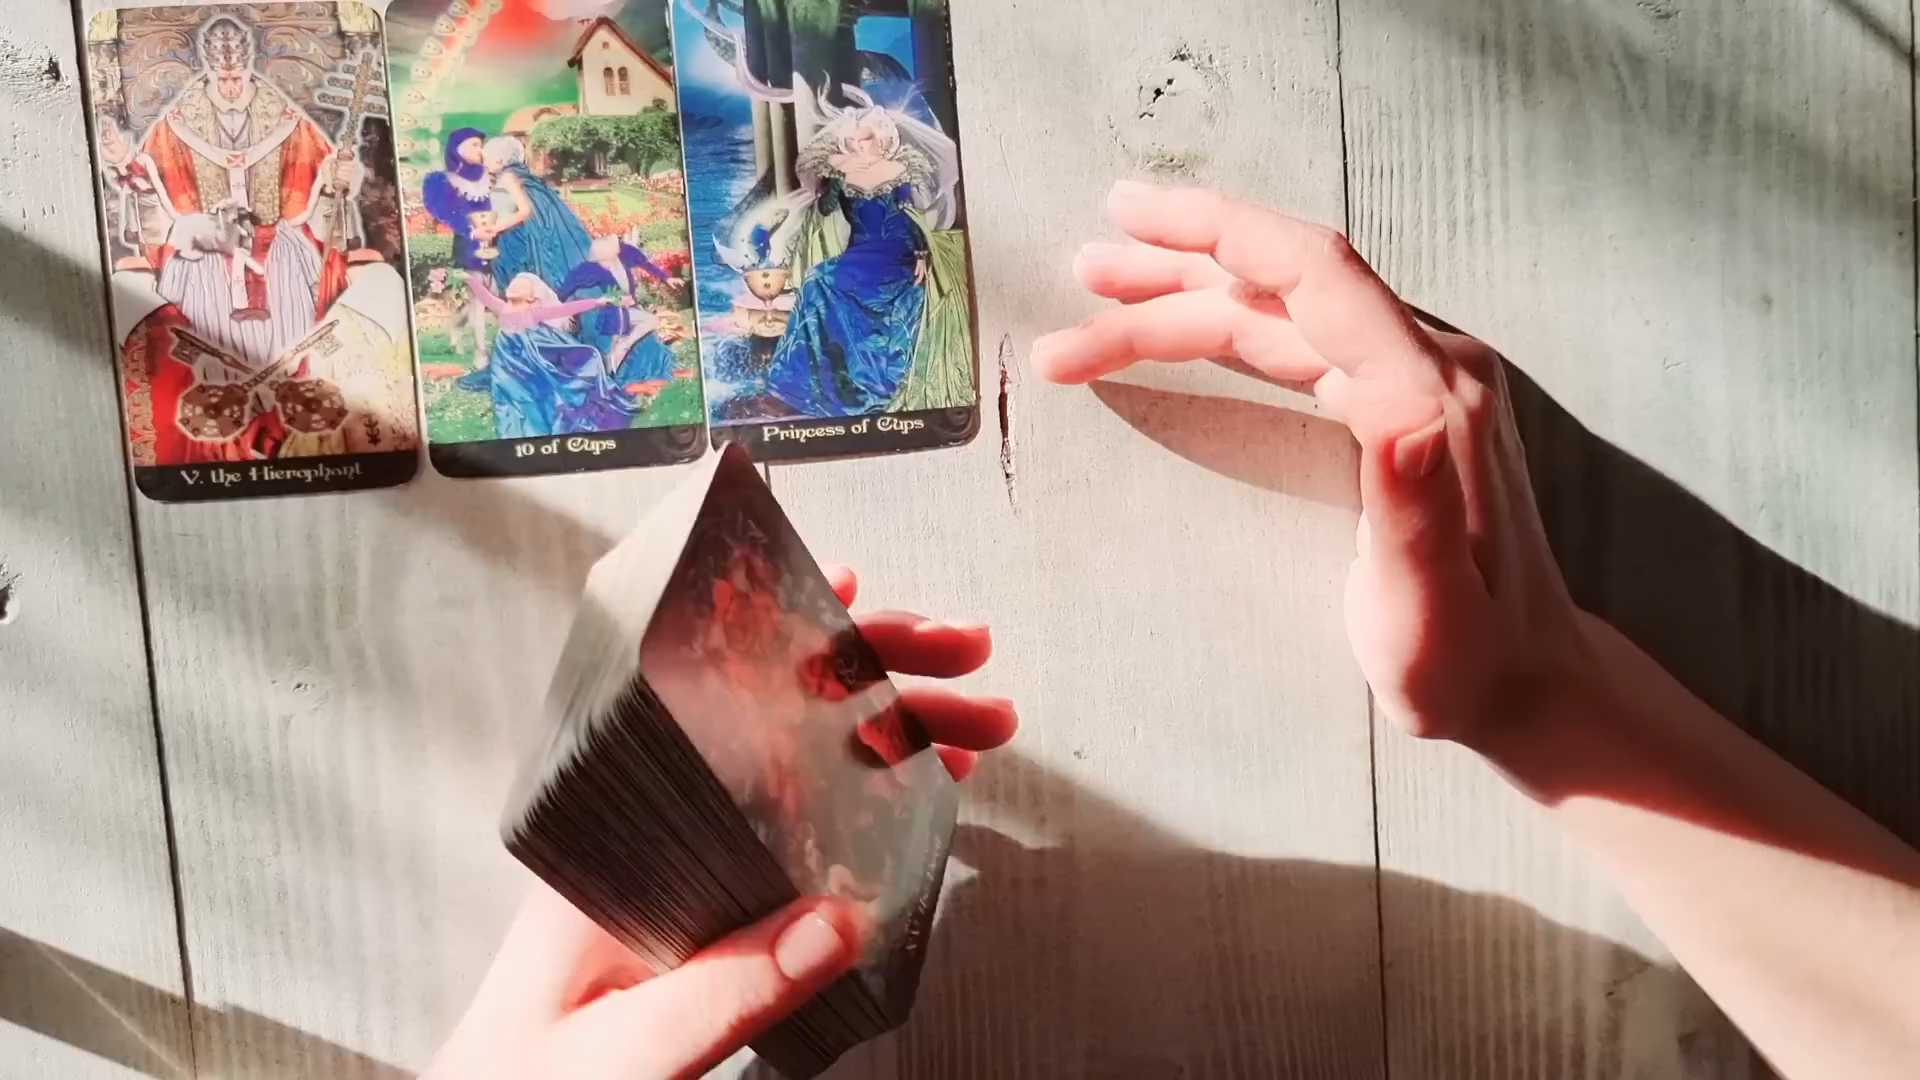 V. the Hierophant
10 of Cups
Princess of Cups